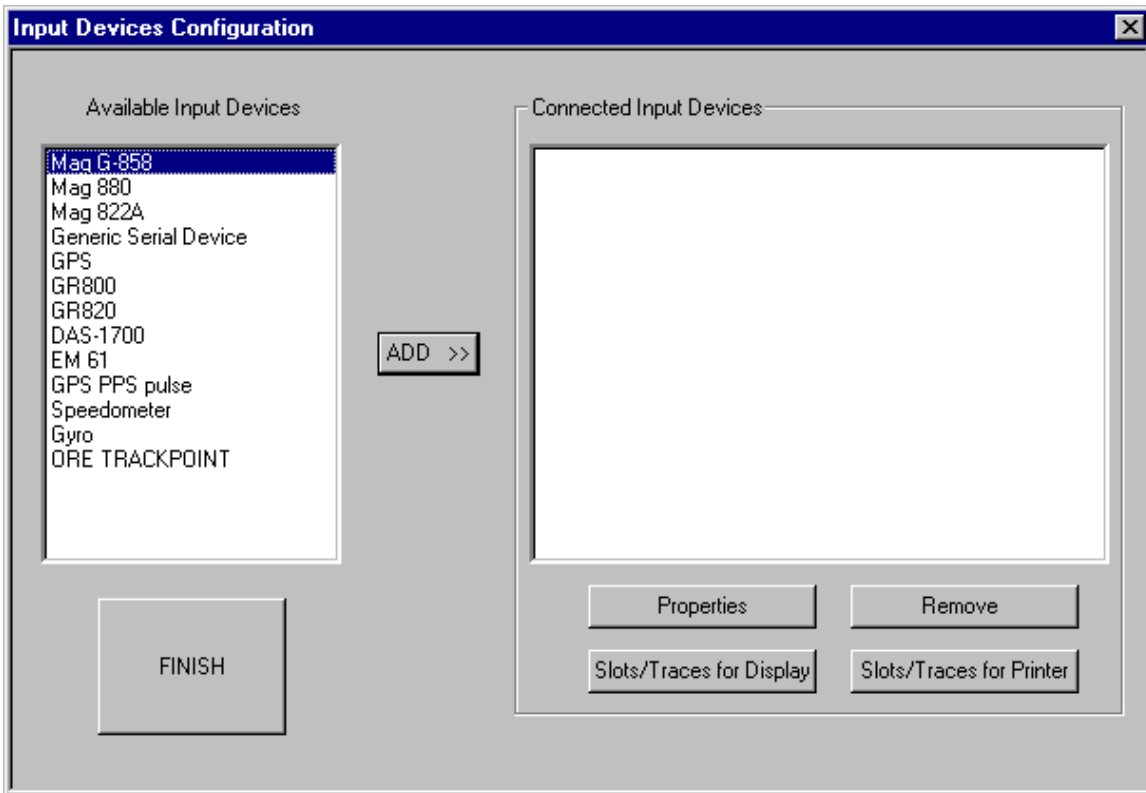 Input Devices Configuration
Available Input Devices
Mag G-858
Mag 880
Mag 822A
Generic Serial Device
GPS
GR800
GR820
DAS-1700
EM 61
GPS PPS pulse
Speedometer
Gyro
ORE TRACKPOINT
FINISH
ADD >>
Connected Input Devices
Properties
Remove
Slots/Traces for Display
Slots/Traces for Printer